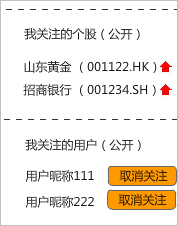 我关注的个股（公开）
山东黄金（001122.HK）
招商银行（001234.SH）
我关注的用户（公开）
用户昵称111 取消关注
用户昵称222 取消关注